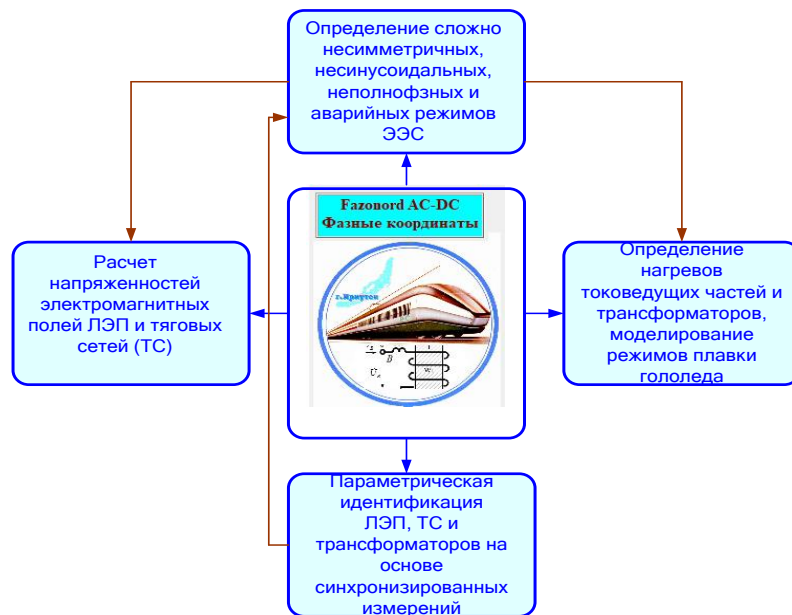 Определение сложно
несимметричных,
несинусоидальных,
неполнофзных и
аварийных режимов
ЭЭС
Fazonord AC-DC
Фазные координаты
г.Иркутск
Расчет
напряженностей
электромагнитных
полей ЛЭП и тяговых
сетей (ТС)
Определение
нагревов
токоведущих частей и
трансформаторов,
моделирование
режимов плавки
гололеда
Параметрическая
идентификация
ЛЭП, ТС и
трансформаторов на
основе
синхронизированных
измерений